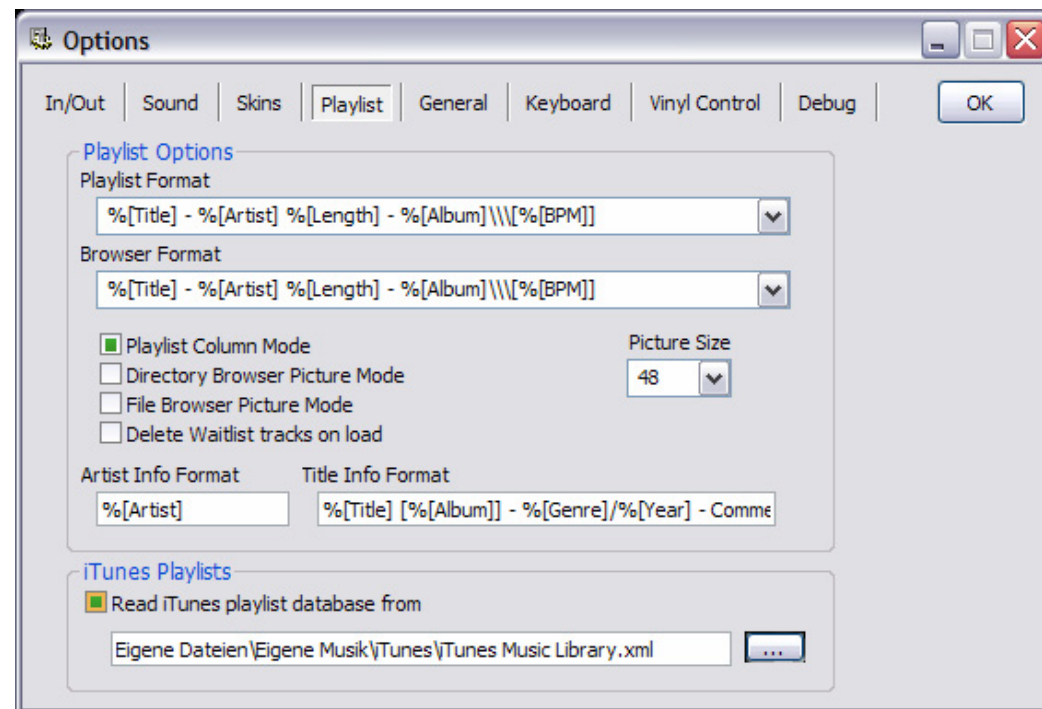 Options
In/Out Sound Skins Playlist General Keyboard Vinyl Control Debug OK
Playlist Options
Playlist Format
%[Title] - %[Artist] %[Length] - %[Album]\\\[%[BPM]]
Browser Format
%[Title] - %[Artist] %[Length] - %[Album]\\\[%[BPM]]
Playlist Column Mode
Picture Size
Directory Browser Picture Mode
48
File Browser Picture Mode
Delete Waitlist tracks on load
Artist Info Format Title Info Format
%[Artist] %[Title] [%[Album]] - %[Genre]/%[Year] - Comme
iTunes Playlists
Read iTunes playlist database from
Eigene Dateien\Eigene Musik\iTunes\iTunes Music Library.xml ...